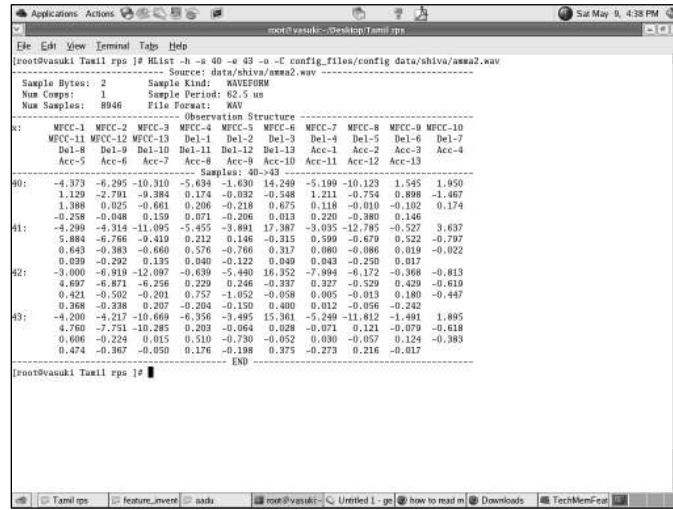 Applications Actions Sat May 9, 4:38 PM
root@vasuki:~/Desktop/Tamil rps
File Edit View Terminal Tabs Help
[root@vasuki Tamil rps ]# HList -h -s 40 -e 43 -o -C config_files/config data/shiva/amma2.wav
---------------------------- Source: data/shiva/amma2.wav ----------------------------
Sample Bytes: 2 Sample Kind: WAVEFORM
Num Comps: 1 Sample Period: 62.5 us
Num Samples: 8946 File Format: WAV
---------------------------- Observation Structure ----------------------------
x: MFCC-1 MFCC-2 MFCC-3 MFCC-4 MFCC-5 MFCC-6 MFCC-7 MFCC-8 MFCC-9 MFCC-10
MFCC-11 MFCC-12 MFCC-13 Del-1 Del-2 Del-3 Del-4 Del-5 Del-6 Del-7
Del-8 Del-9 Del-10 Del-11 Del-12 Del-13 Acc-1 Acc-2 Acc-3 Acc-4
Acc-5 Acc-6 Acc-7 Acc-8 Acc-9 Acc-10 Acc-11 Acc-12 Acc-13
---------------------------- Samples: 40->43 ----------------------------
40: -4.373 -6.295 -10.310 -5.634 -1.630 14.249 -5.199 -10.123 1.545 1.950
1.129 -2.791 -9.384 0.174 -0.032 -0.548 1.211 -0.754 0.898 -1.467
1.388 0.025 -0.661 0.206 -0.218 0.675 0.118 -0.010 -0.102 0.174
-0.258 -0.048 0.159 0.071 -0.206 0.013 0.220 -0.380 0.146
41: -4.299 -4.314 -11.095 -5.455 -3.891 17.387 -3.035 -12.785 -0.527 3.637
5.884 -6.766 -9.419 0.212 0.146 -0.315 0.599 -0.679 0.522 -0.797
0.643 -0.383 -0.660 0.576 -0.766 0.317 0.080 -0.086 0.019 -0.022
0.039 -0.292 0.135 0.040 -0.122 0.049 0.043 -0.250 0.017
42: -3.000 -6.919 -12.097 -0.639 -5.440 16.352 -7.994 -6.172 -0.368 -0.813
4.697 -6.871 -6.256 0.229 0.246 -0.337 0.327 -0.529 0.429 -0.619
0.421 -0.502 -0.201 0.757 -1.052 -0.058 0.005 -0.013 0.180 -0.447
0.368 -0.338 0.207 -0.204 -0.150 0.400 0.012 -0.056 -0.242
43: -4.200 -4.217 -10.669 -6.356 -3.495 15.361 -5.249 -11.812 -1.491 1.895
4.760 -7.751 -10.285 0.203 -0.064 0.028 -0.071 0.121 -0.079 -0.618
0.606 -0.224 0.015 0.510 -0.730 -0.052 0.030 -0.057 0.124 -0.383
0.474 -0.367 -0.050 0.176 -0.198 0.375 -0.273 0.216 -0.017
---------------------------- END ----------------------------
[root@vasuki Tamil rps ]#
Tamil rps feature_invent aadu root@vasuki:~ Untitled 1 - ge how to read m Downloads TechMemFeat